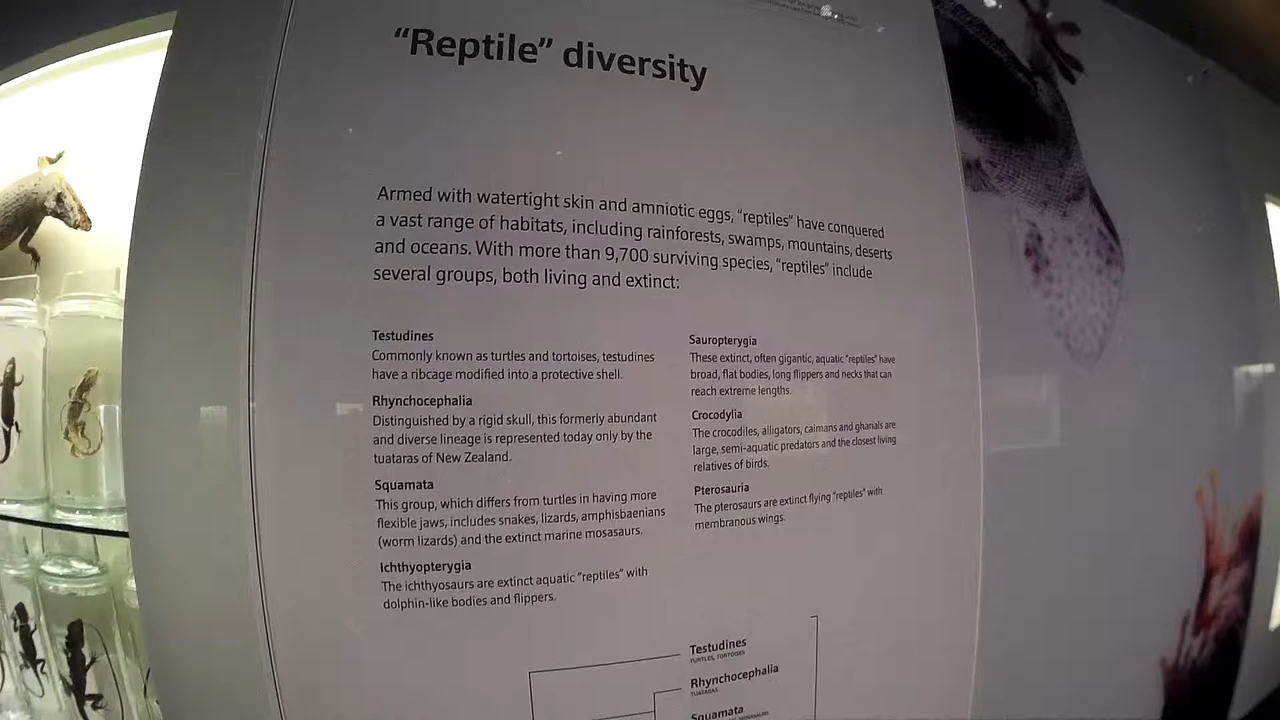 “Reptile” diversity
Armed with watertight skin and amniotic eggs, “reptiles” have conquered
a vast range of habitats, including rainforests, swamps, mountains, deserts
and oceans. With more than 9,700 surviving species, “reptiles” include
several groups, both living and extinct:
Testudines
Commonly known as turtles and tortoises, testudines
have a ribcage modified into a protective shell.
Rhynchocephalia
Distinguished by a rigid skull, this formerly abundant
and diverse lineage is represented today only by the
tuataras of New Zealand.
Squamata
This group, which differs from turtles in having more
flexible jaws, includes snakes, lizards, amphisbaenians
(worm lizards) and the extinct marine mosasaurs.
Ichthyopterygia
The ichthyosaurs are extinct aquatic “reptiles” with
dolphin-like bodies and flippers.
Sauropterygia
These extinct, often gigantic, aquatic “reptiles” have
broad, flat bodies, long flippers and necks that can
reach extreme lengths.
Crocodylia
The crocodiles, alligators, caimans and gharials are
large, semi-aquatic predators and the closest living
relatives of birds.
Pterosauria
The pterosaurs are extinct flying “reptiles” with
membranous wings.
Testudines
TURTLES, TORTOISES
Rhynchocephalia
TUATARAS
Squamata